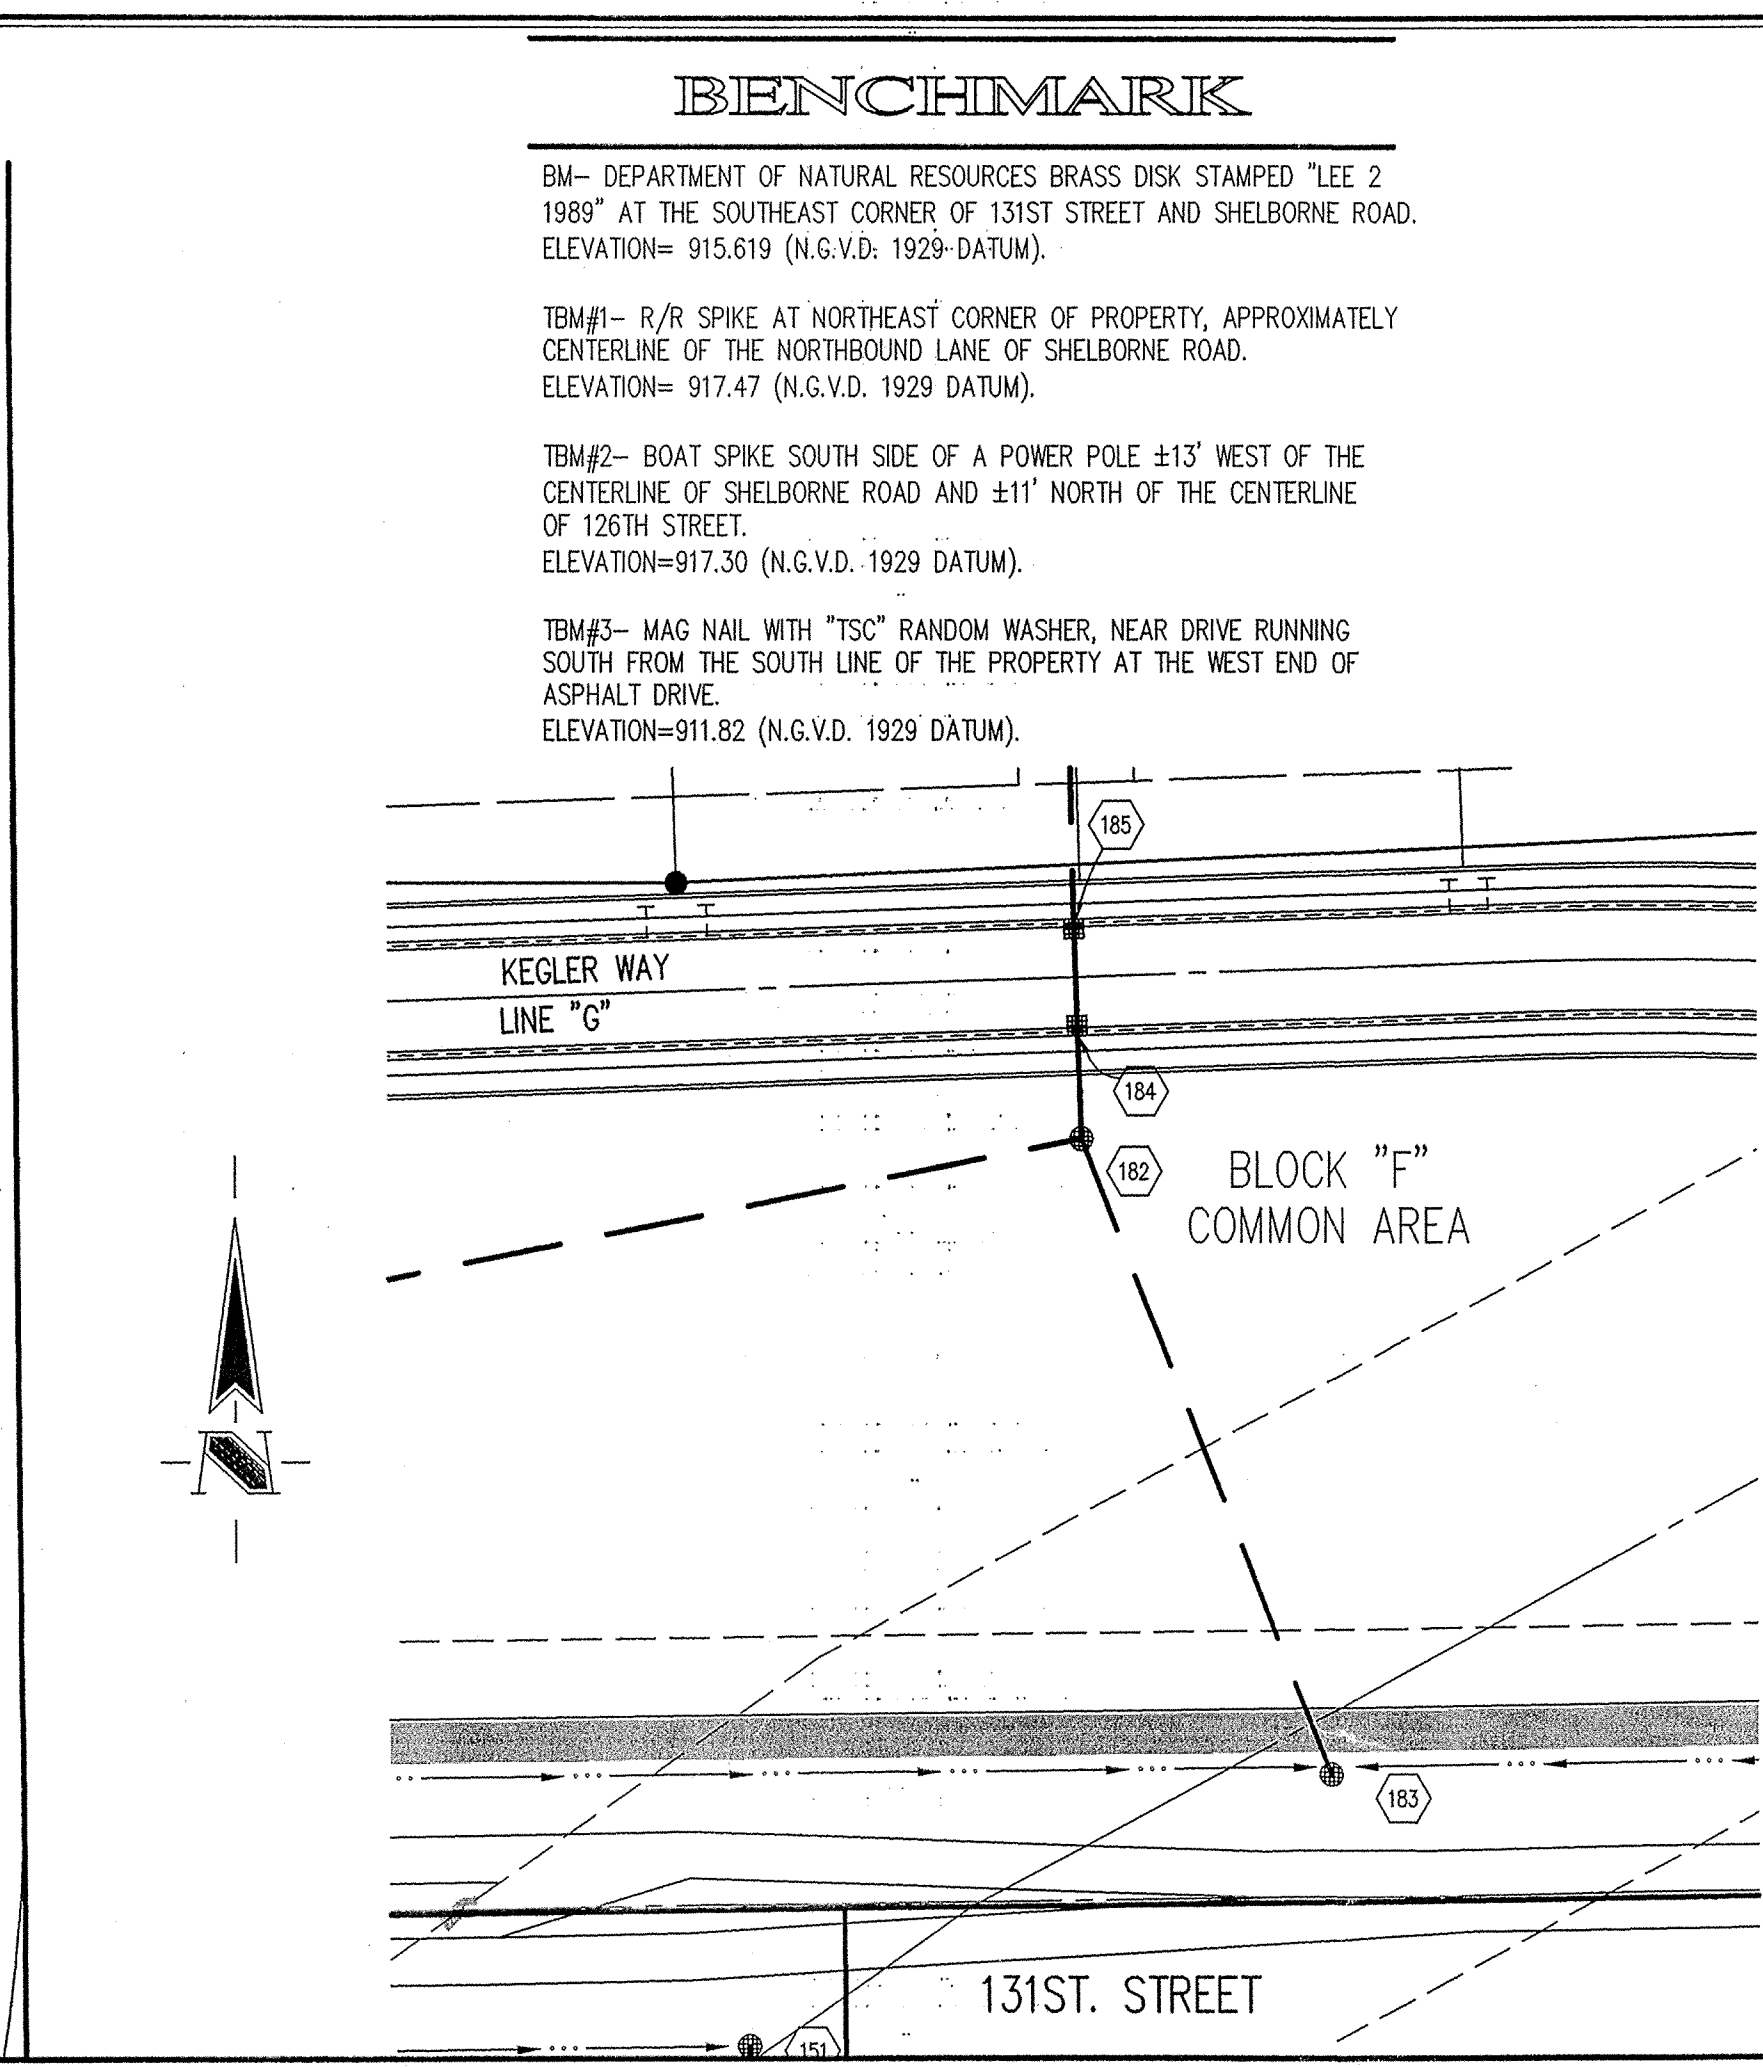 BENCHMARK
BM- DEPARTMENT OF NATURAL RESOURCES BRASS DISK STAMPED "LEE 2
1989" AT THE SOUTHEAST CORNER OF 131ST STREET AND SHELBORNE ROAD.
ELEVATION= 915.619 (N.G.V.D. 1929 DATUM).
TBM#1- R/R SPIKE AT NORTHEAST CORNER OF PROPERTY, APPROXIMATELY
CENTERLINE OF THE NORTHBOUND LANE OF SHELBORNE ROAD.
ELEVATION= 917.47 (N.G.V.D. 1929 DATUM).
TBM#2- BOAT SPIKE SOUTH SIDE OF A POWER POLE ±13' WEST OF THE
CENTERLINE OF SHELBORNE ROAD AND ±11' NORTH OF THE CENTERLINE
OF 126TH STREET.
ELEVATION=917.30 (N.G.V.D. 1929 DATUM).
TBM#3- MAG NAIL WITH "TSC" RANDOM WASHER, NEAR DRIVE RUNNING
SOUTH FROM THE SOUTH LINE OF THE PROPERTY AT THE WEST END OF
ASPHALT DRIVE.
ELEVATION=911.82 (N.G.V.D. 1929 DATUM).
185
KEGLER WAY
LINE "G"
184
182
BLOCK "F"
COMMON AREA
N
183
131ST. STREET
151